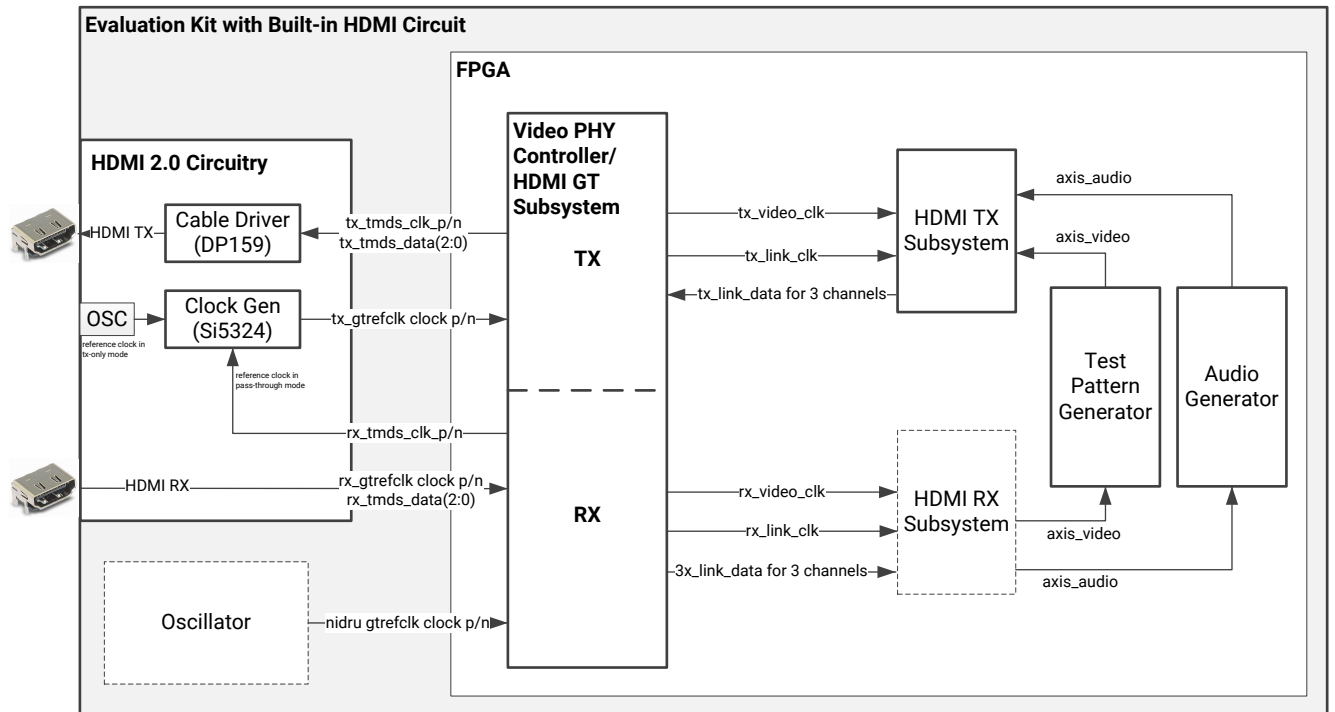 Evaluation Kit with Built-in HDMI Circuit
FPGA
Video PHY
Controller/
HDMI GT
Subsystem
TX
RX
HDMI 2.0 Circuitry
Cable Driver
(DP159)
HDMI TX
tx_tmds_clk_p/n
tx_tmds_data(2:0)
OSC
reference clock in
tx-only mode
Clock Gen
(Si5324)
tx_gtrefclk clock p/n
reference clock in
pass-through mode
rx_tmds_clk_p/n
HDMI RX
rx_gtrefclk clock p/n
rx_tmds_data(2:0)
Oscillator
nidru gtrefclk clock p/n
tx_video_clk
tx_link_clk
tx_link_data for 3 channels
HDMI TX
Subsystem
axis_audio
axis_video
Test
Pattern
Generator
Audio
Generator
rx_video_clk
rx_link_clk
3x_link_data for 3 channels
HDMI RX
Subsystem
axis_video
axis_audio